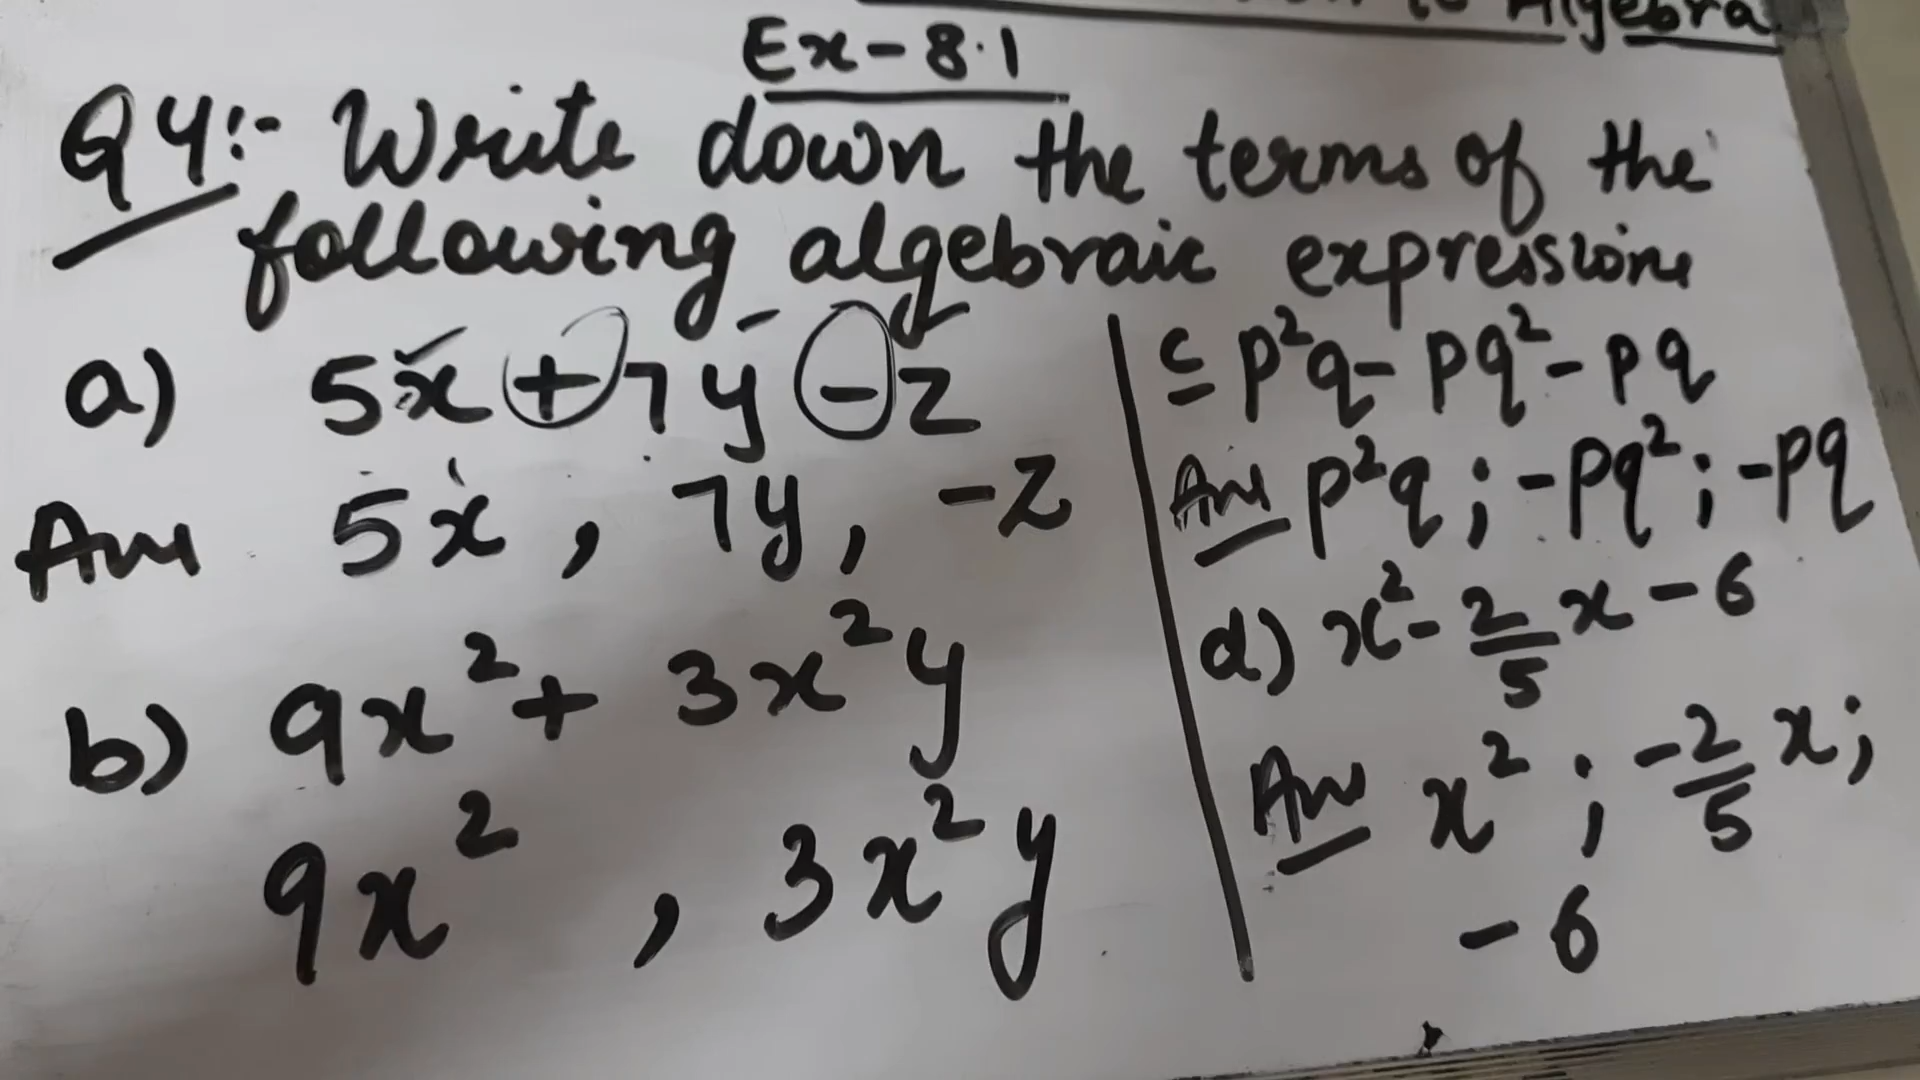 to Algebra
Ex-8.1
Q4:- Write down the terms of the
following algebraic expressions
a) 5x + 7y - z
Ans 5x , 7y, -z
b) 9x² + 3x²y
9x² , 3x²y
c p²q - pq² - pq
Ans p²q ; -pq² ; -pq
d) x² - 2/5 x - 6
Ans x² ; -2/5 x ;
-6